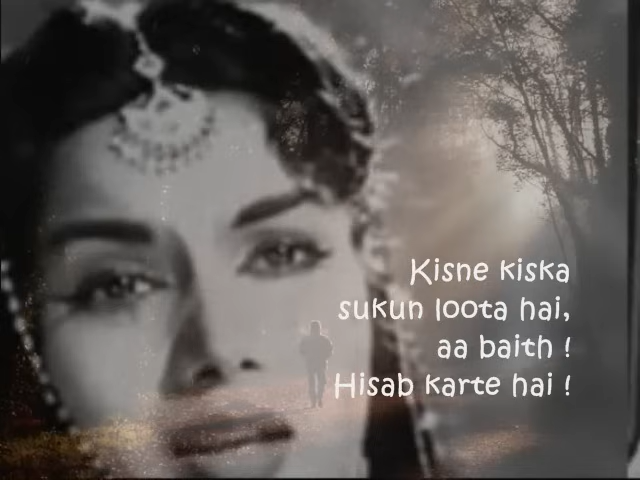 Kisne kiska
sukun loota hai,
aa baith !
Hisab karte hai !